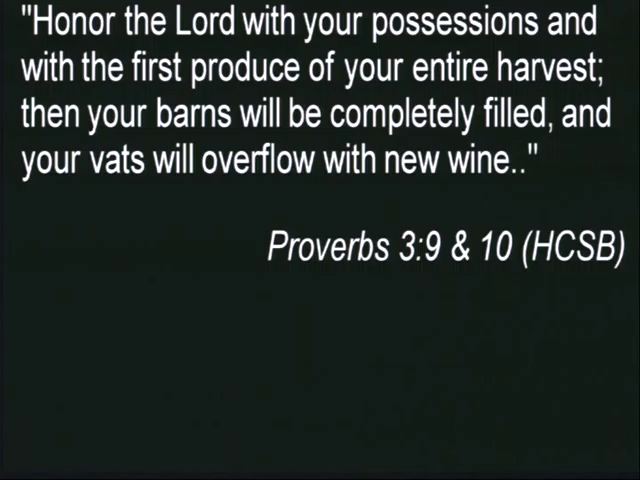 "Honor the Lord with your possessions and
with the first produce of your entire harvest;
then your barns will be completely filled, and
your vats will overflow with new wine.."
Proverbs 3:9 & 10 (HCSB)